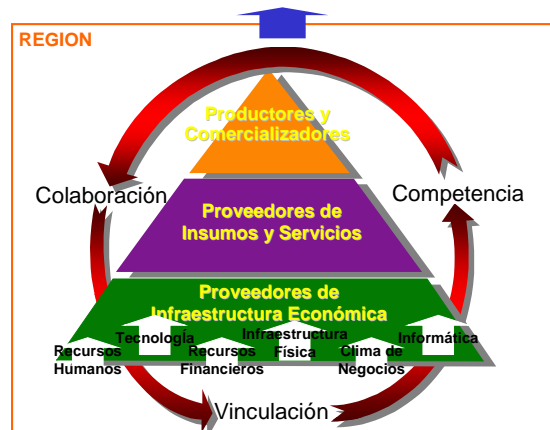 REGION
Productores y
Comercializadores
Colaboración
Competencia
Proveedores de
Insumos y Servicios
Proveedores de
Infraestructura Económica
Tecnología
Infraestructura
Física
Informática
Recursos
Humanos
Recursos
Financieros
Clima de
Negocios
Vinculación